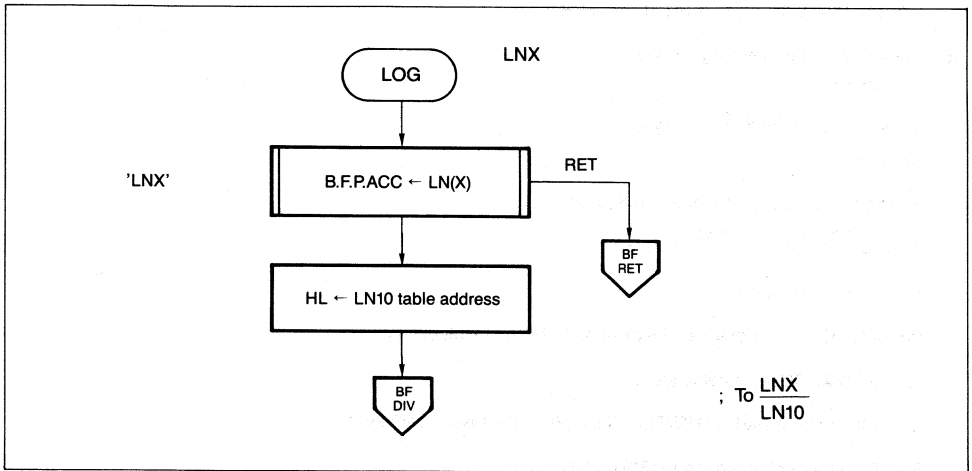 LNX
LOG
'LNX'
B.F.P.ACC ← LN(X)
RET
BF
RET
HL ← LN10 table address
BF
DIV
; To LNX
LN10